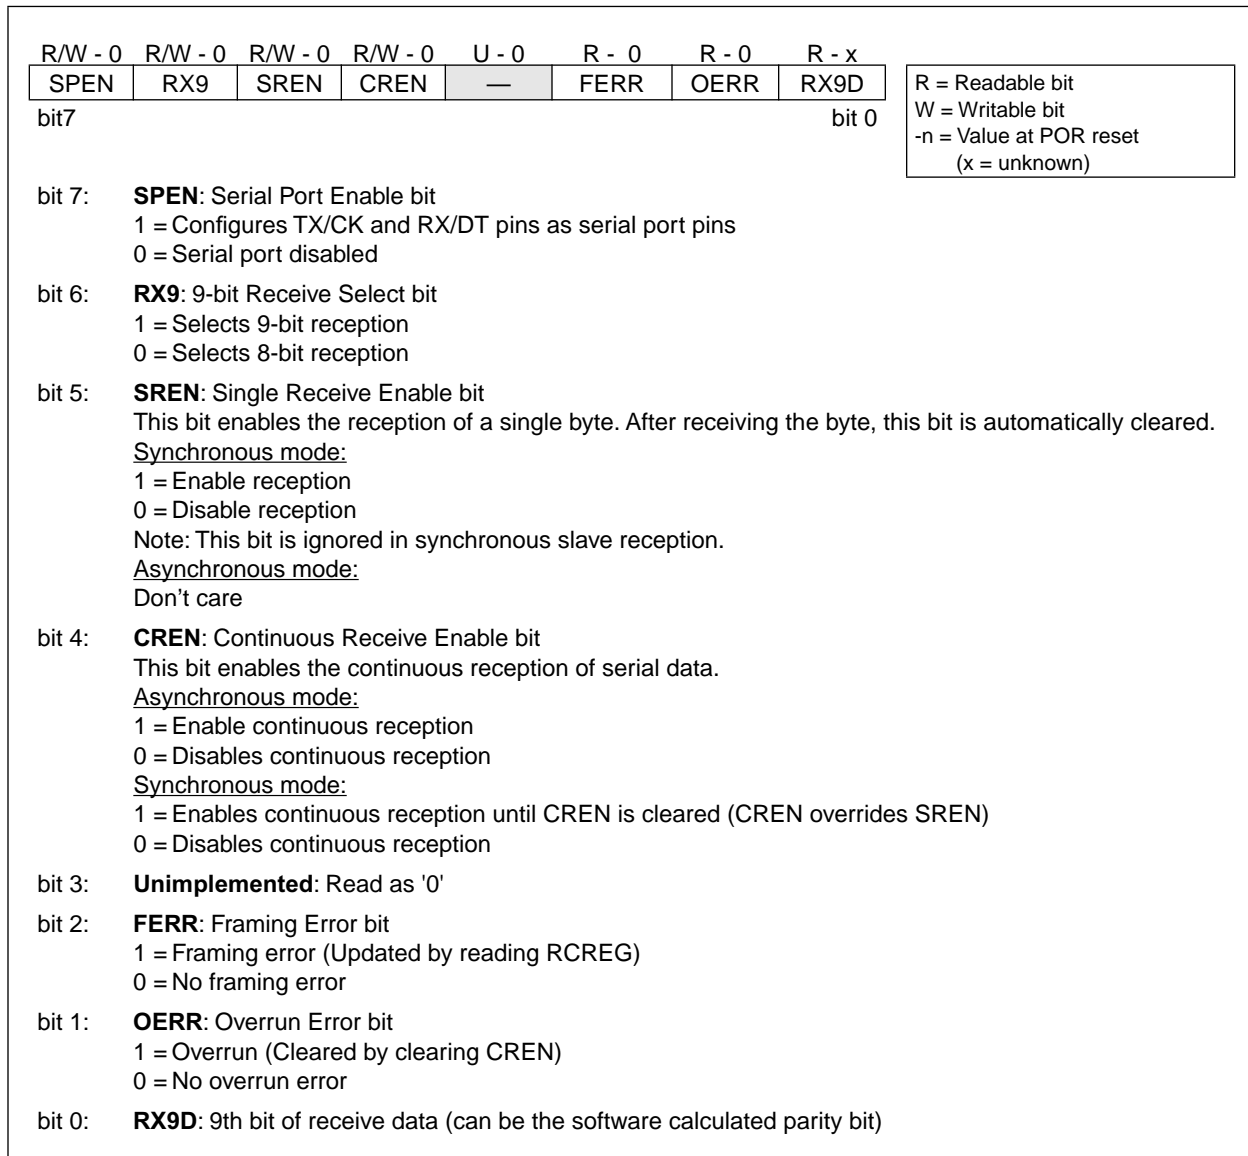 R/W - 0 R/W - 0 R/W - 0 R/W - 0 U - 0 R - 0 R - 0 R - x
SPEN RX9 SREN CREN — FERR OERR RX9D
bit7 bit 0
R = Readable bit
W = Writable bit
-n = Value at POR reset
(x = unknown)
bit 7: SPEN: Serial Port Enable bit
1 = Configures TX/CK and RX/DT pins as serial port pins
0 = Serial port disabled
bit 6: RX9: 9-bit Receive Select bit
1 = Selects 9-bit reception
0 = Selects 8-bit reception
bit 5: SREN: Single Receive Enable bit
This bit enables the reception of a single byte. After receiving the byte, this bit is automatically cleared.
Synchronous mode:
1 = Enable reception
0 = Disable reception
Note: This bit is ignored in synchronous slave reception.
Asynchronous mode:
Don't care
bit 4: CREN: Continuous Receive Enable bit
This bit enables the continuous reception of serial data.
Asynchronous mode:
1 = Enable continuous reception
0 = Disables continuous reception
Synchronous mode:
1 = Enables continuous reception until CREN is cleared (CREN overrides SREN)
0 = Disables continuous reception
bit 3: Unimplemented: Read as '0'
bit 2: FERR: Framing Error bit
1 = Framing error (Updated by reading RCREG)
0 = No framing error
bit 1: OERR: Overrun Error bit
1 = Overrun (Cleared by clearing CREN)
0 = No overrun error
bit 0: RX9D: 9th bit of receive data (can be the software calculated parity bit)